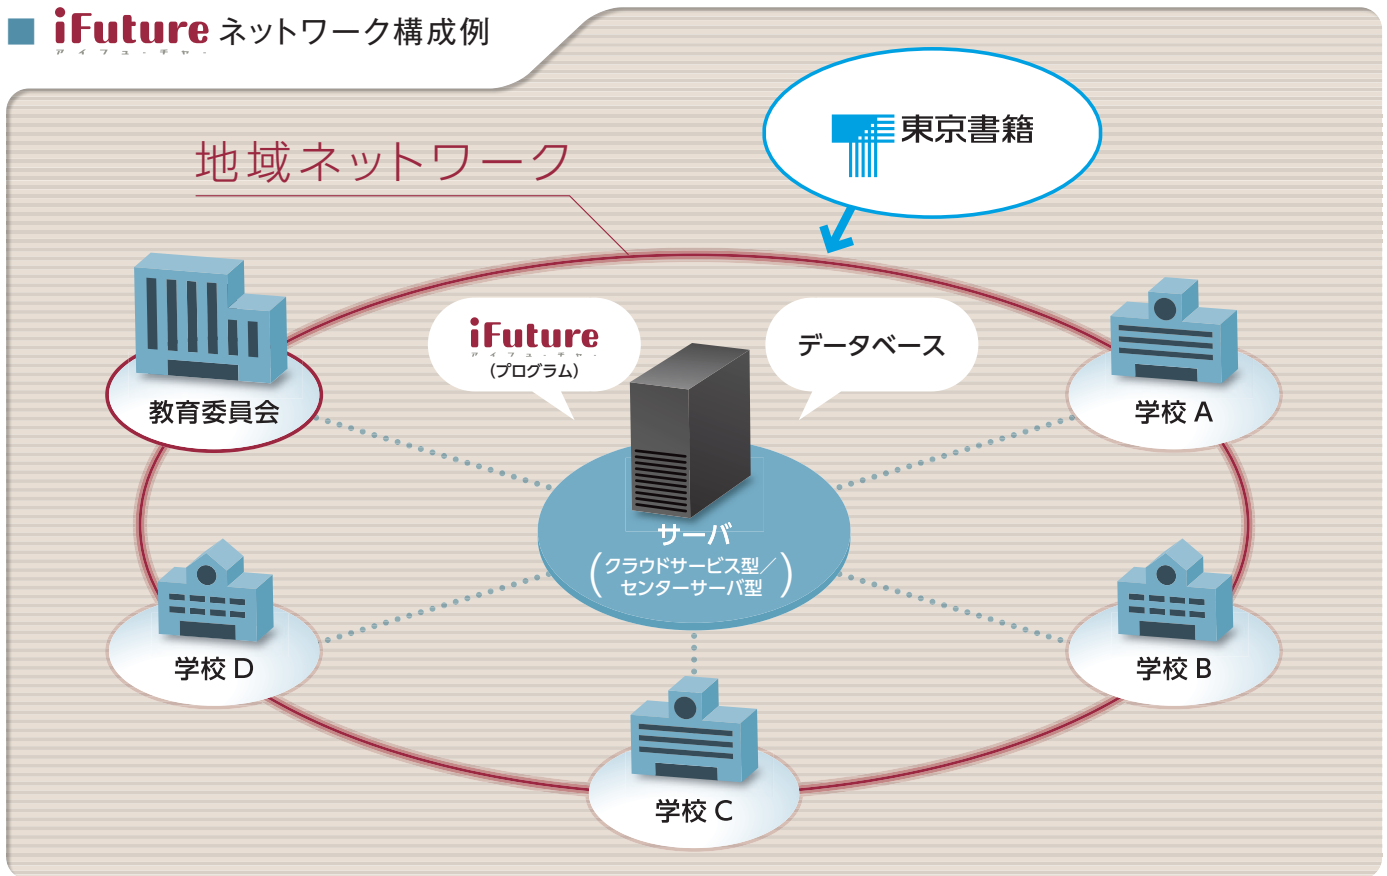 iFuture ネットワーク構成例
アイフューチャー
東京書籍
地域ネットワーク
iFuture
アイフューチャー
(プログラム)
データベース
教育委員会
学校 A
サーバ
(クラウドサービス型／
センターサーバ型)
学校 D
学校 B
学校 C